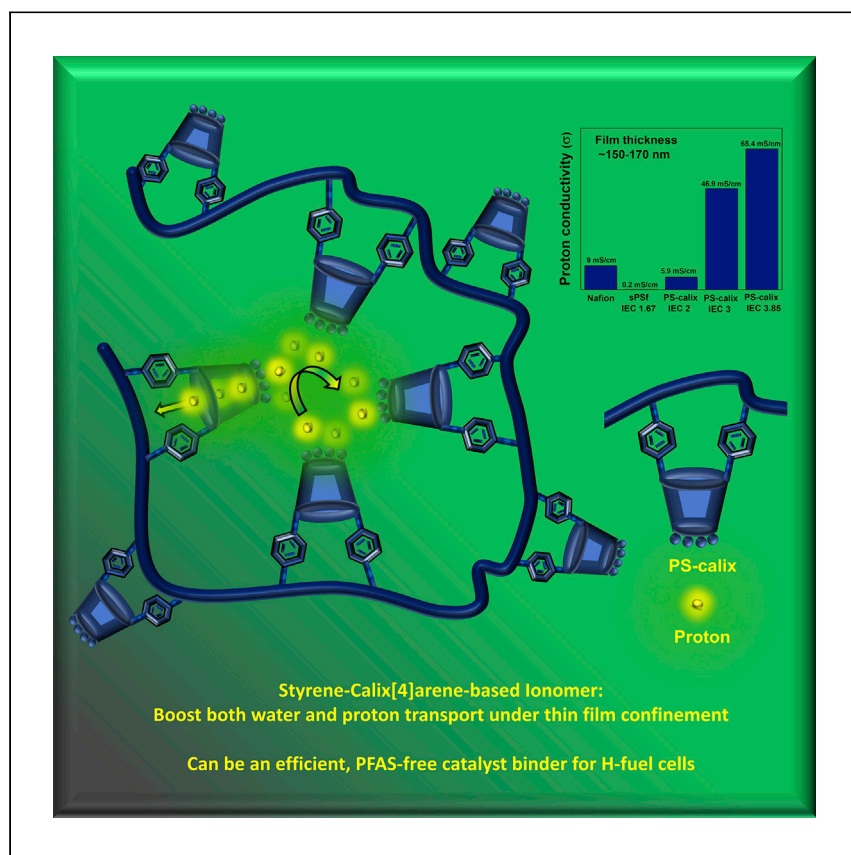 Film thickness
~150-170 nm
Proton conductivity (σ)
65.4 mS/cm
46.9 mS/cm
9 mS/cm
0.2 mS/cm
5.9 mS/cm
Nafion sPSf PS-calix PS-calix PS-calix
IEC 1.67 IEC 2 IEC 3 IEC 3.85
PS-calix
Proton
Styrene-Calix[4]arene-based Ionomer:
Boost both water and proton transport under thin film confinement
Can be an efficient, PFAS-free catalyst binder for H-fuel cells